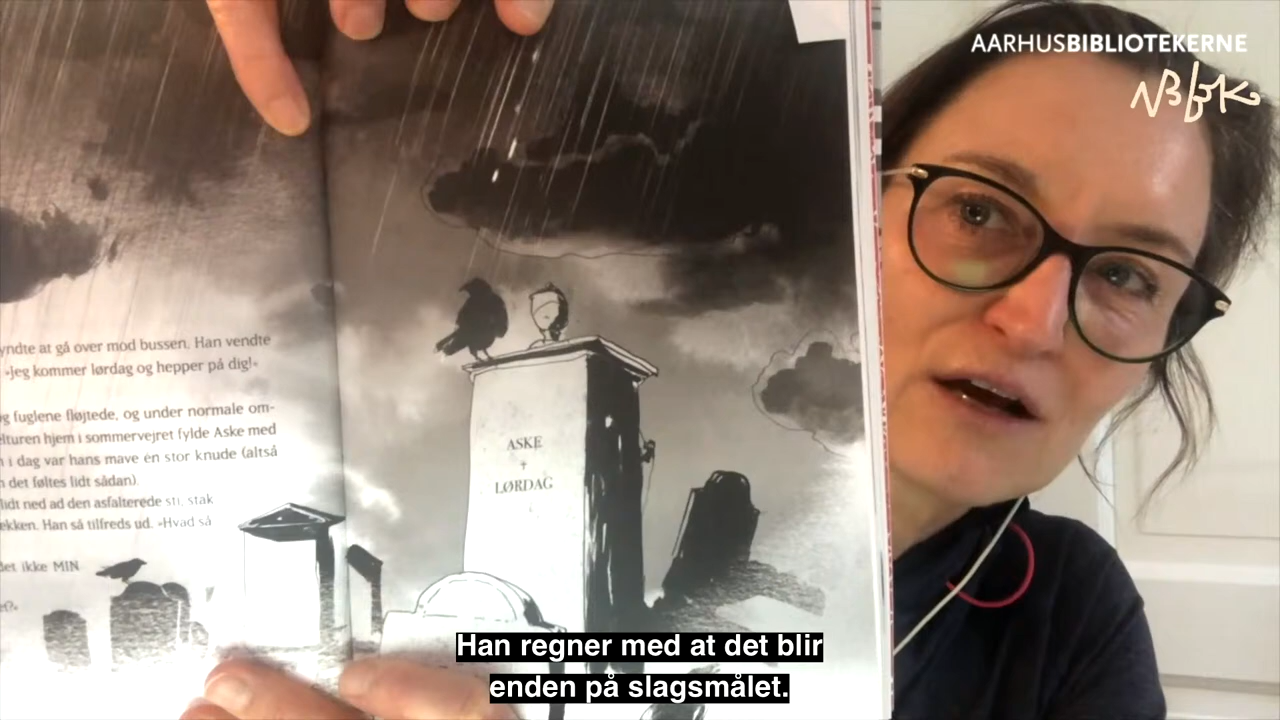 AARHUSBIBLIOTEKERNE
yndte at gå over mod bussen. Han vendte
»jeg kommer lørdag og hepper på dig!«
og fuglene fløjtede, og under normale om-
elturen hjem i sommervejret fylde Aske med
i dag var hans mave én stor knude (altså
det føltes lidt sådan).
lidt ned ad den asfalterede sti, stak
ekken. Han så tilfreds ud. »Hvad så
det ikke MIN
et?«
ASKE
+
LØRDAG
Han regner med at det blir
enden på slagsmålet.